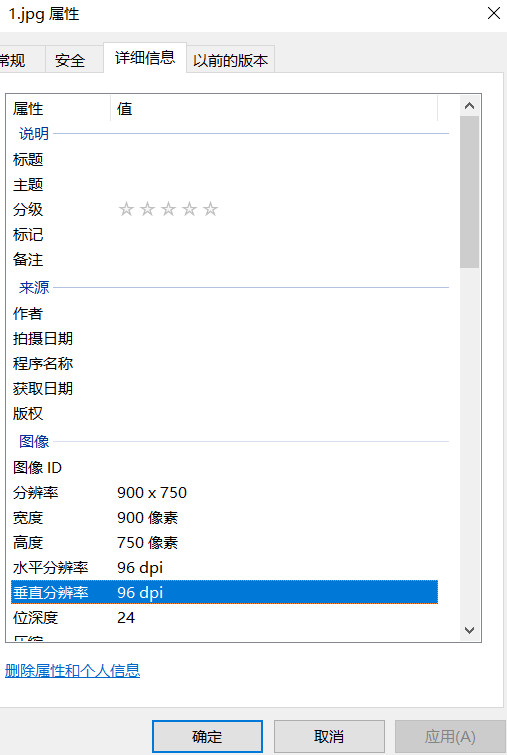 1.jpg 属性
常规 安全 详细信息 以前的版本
属性 值
说明
标题
主题
分级
标记
备注
来源
作者
拍摄日期
程序名称
获取日期
版权
图像
图像 ID
分辨率 900 x 750
宽度 900 像素
高度 750 像素
水平分辨率 96 dpi
垂直分辨率 96 dpi
位深度 24
压缩
删除属性和个人信息
确定 取消 应用(A)